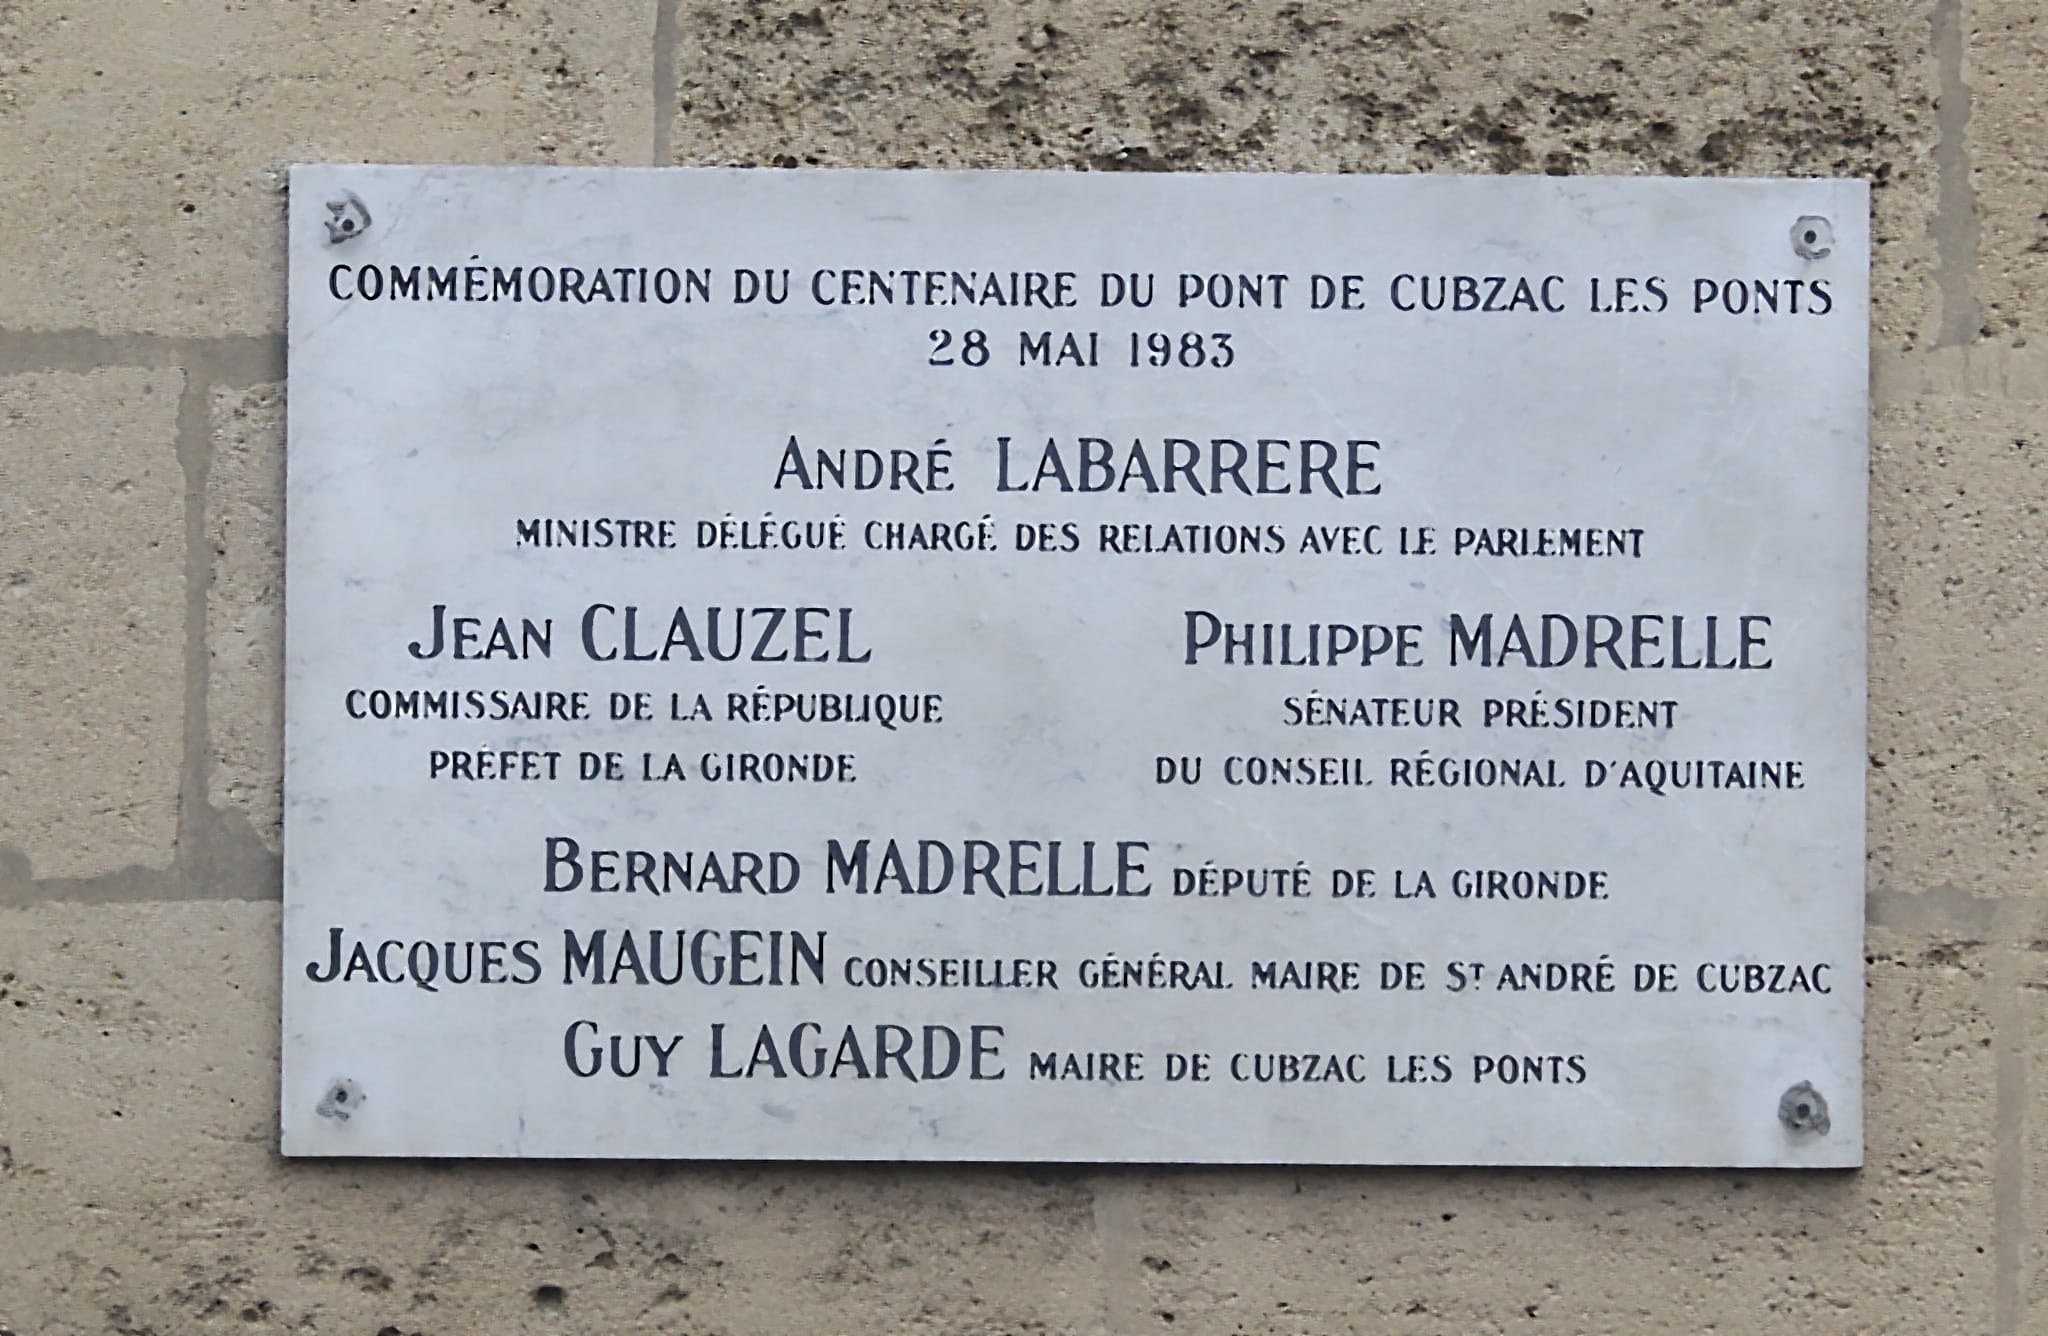 COMMÉMORATION DU CENTENAIRE DU PONT DE CUBZAC LES PONTS
28 MAI 1983
ANDRÉ LABARRERE
MINISTRE DÉLÉGUÉ CHARGÉ DES RELATIONS AVEC LE PARLEMENT
JEAN CLAUZEL
COMMISSAIRE DE LA RÉPUBLIQUE
PRÉFET DE LA GIRONDE
PHILIPPE MADRELLE
SÉNATEUR PRÉSIDENT
DU CONSEIL RÉGIONAL D'AQUITAINE
BERNARD MADRELLE DÉPUTÉ DE LA GIRONDE
JACQUES MAUGEIN CONSEILLER GÉNÉRAL MAIRE DE ST ANDRÉ DE CUBZAC
GUY LAGARDE MAIRE DE CUBZAC LES PONTS